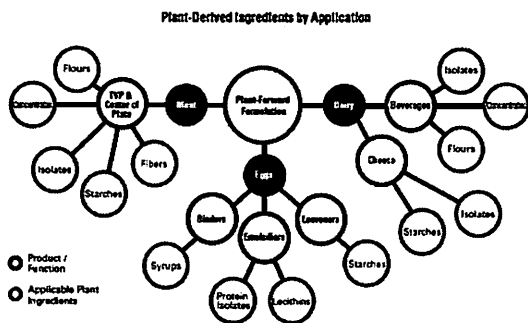 Plant-Derived Ingredients by Application
Flours
Isolates
Concentrates
TVP &
Center of
Plate
Meat
Plant-Forward
Formulation
Dairy
Beverages
Concentrates
Isolates
Starches
Fibers
Eggs
Cheese
Flours
Binders
Emulsifiers
Leaveners
Starches
Isolates
Syrups
Protein
Isolates
Lecithins
Starches
Product /
Function
Applicable Plant
Ingredients